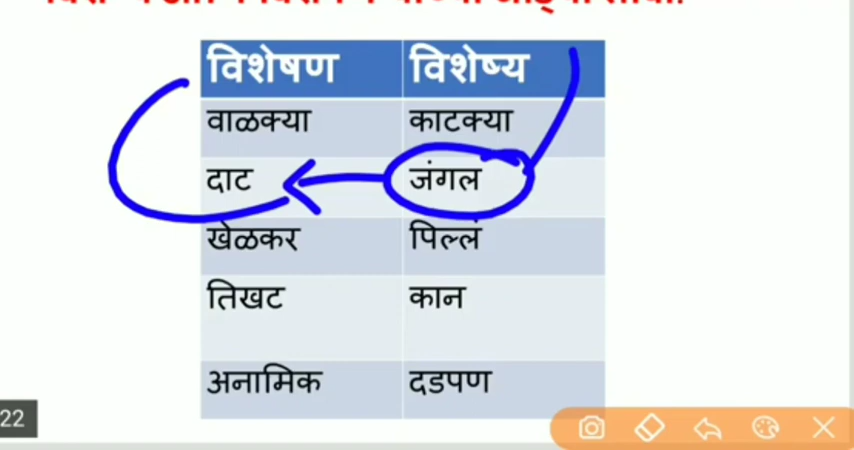 विशेषण विशेष्य
वाळक्या काटक्या
दाट जंगल
खेळकर पिल्लं
तिखट कान
अनामिक दडपण
22